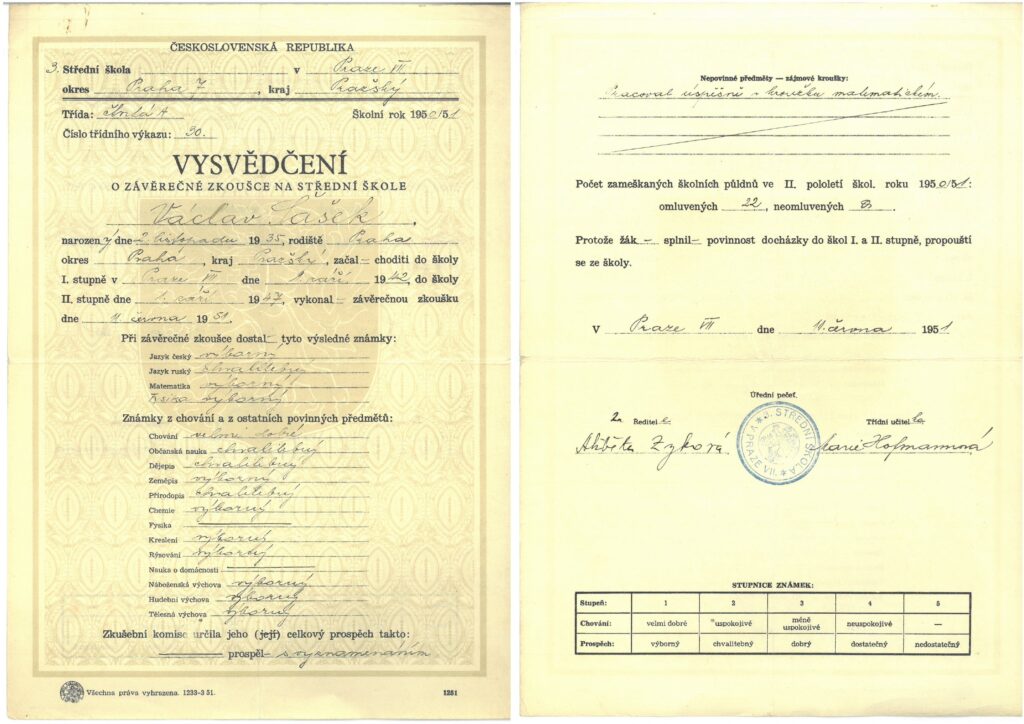 ČESKOSLOVENSKÁ REPUBLIKA
3. Střední škola v Praze VII
okres Praha 7, kraj Pražský
Třída: čtvrtá A Školní rok 1950/51
Číslo třídního výkazu: 30.
VYSVĚDČENÍ
O ZÁVĚREČNÉ ZKOUŠCE NA STŘEDNÍ ŠKOLE
Václav Šašek,
narozený dne 2. listopadu 1935, rodiště Praha
okres Praha, kraj Pražský, začal – choditi do školy
I. stupně v Praze VII dne 1. září 1942, do školy
II. stupně dne 1. září 1947, vykonal – závěrečnou zkoušku
dne 11. června 1951.
Při závěrečné zkoušce dostal – tyto výsledné známky:
Jazyk český výborný
Jazyk ruský chvalitebný
Matematika výborný
Fysika výborný
Známky z chování a z ostatních povinných předmětů:
Chování velmi dobré
Občanská nauka chvalitebný
Dějepis chvalitebný
Zeměpis výborný
Přírodopis chvalitebný
Chemie výborný
Fysika
Kreslení výborný
Rýsování výborný
Nauka o domácnosti
Náboženská výchova výborný
Hudební výchova výborný
Tělesná výchova výborný
Zkušební komise určila jeho (její) celkový prospěch takto:
prospěl – s vyznamenáním
Všechna práva vyhrazena. 1233-3 51. 1251
Nepovinné předměty — zájmové kroužky:
Pracoval úspěšně v kroužku matematickém.
Počet zameškaných školních půldnů ve II. pololetí škol. roku 1950/51:
omluvených 22, neomluvených
Protože žák – splnil – povinnost docházky do škol I. a II. stupně, propouští
se ze školy.
V Praze VII dne 11. června 1951
Úřední pečeť.
Ředitel Třídní učitelka
Zyková Marie Hofmannová
3. STŘEDNÍ ŠKOLA V PRAZE VII.
STUPNICE ZNÁMEK:
Stupeň: 1 2 3 4 5
Chování: velmi dobré uspokojivé méně uspokojivé neuspokojivé —
Prospěch: výborný chvalitebný dobrý dostatečný nedostatečný